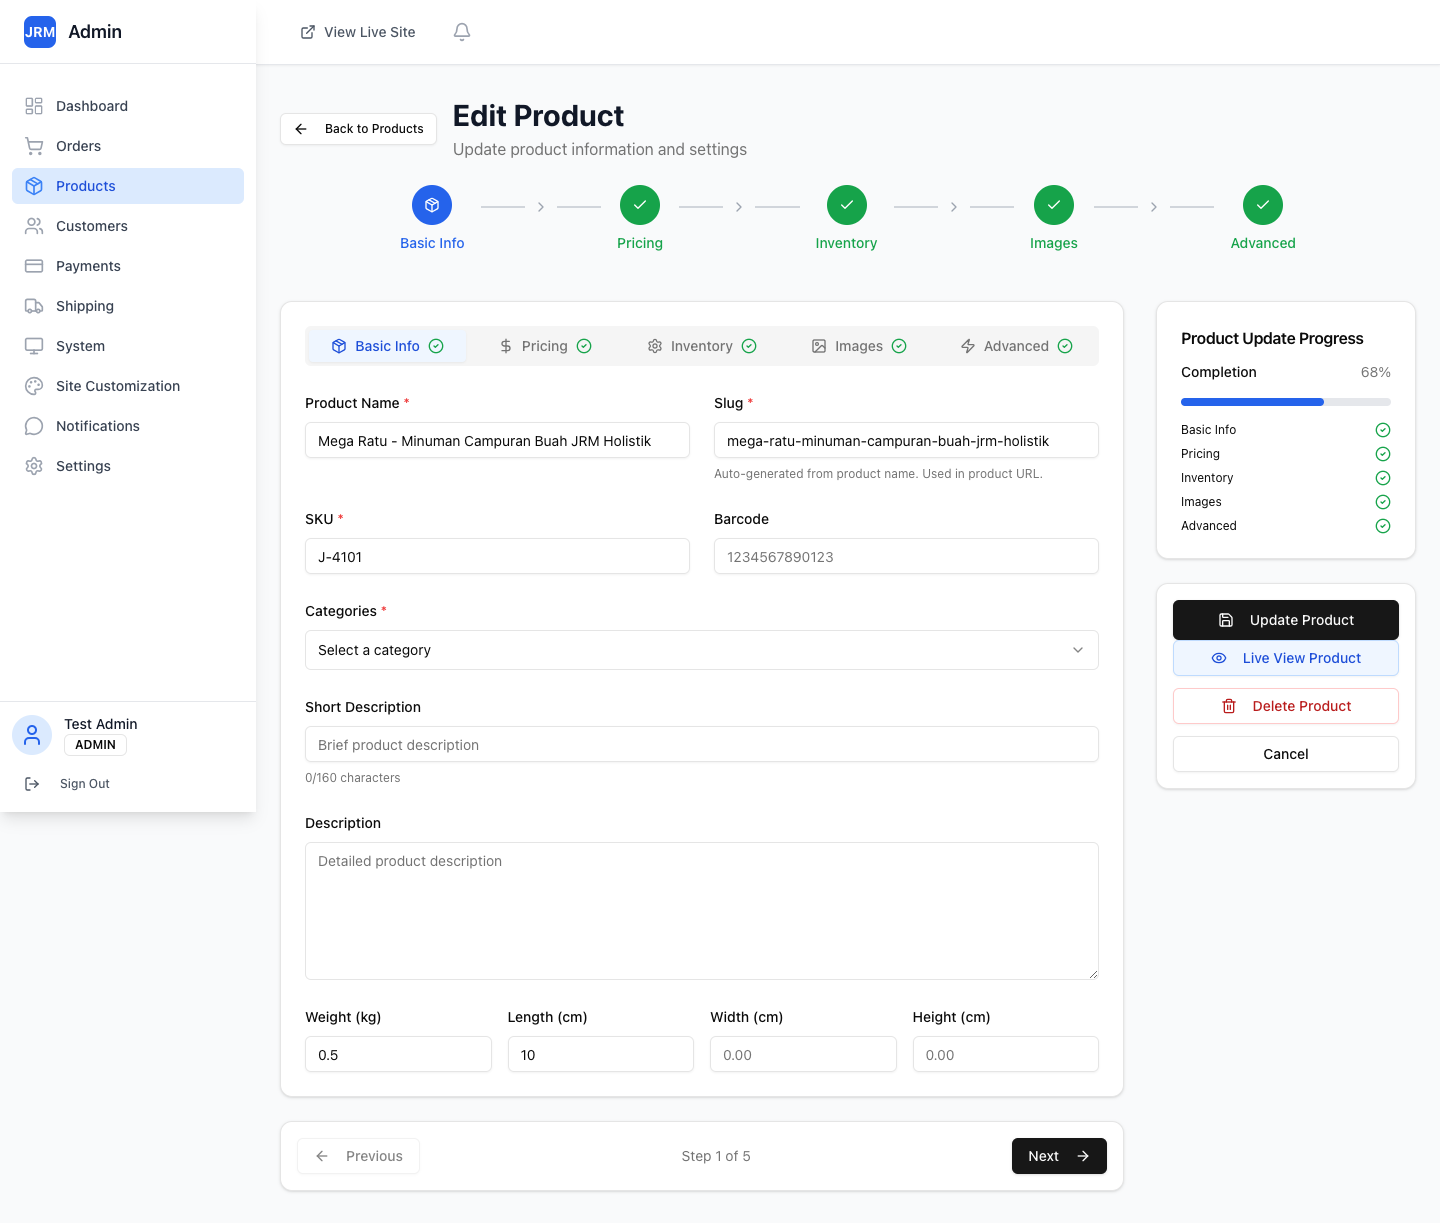 JRM Admin
View Live Site
Dashboard
Orders
Products
Customers
Payments
Shipping
System
Site Customization
Notifications
Settings
Test Admin
ADMIN
Sign Out
Back to Products
Edit Product
Update product information and settings
Basic Info
Pricing
Inventory
Images
Advanced
Basic Info
Pricing
Inventory
Images
Advanced
Product Name *
Mega Ratu - Minuman Campuran Buah JRM Holistik
Slug *
mega-ratu-minuman-campuran-buah-jrm-holistik
Auto-generated from product name. Used in product URL.
SKU *
J-4101
Barcode
1234567890123
Categories *
Select a category
Short Description
Brief product description
0/160 characters
Description
Detailed product description
Weight (kg)
0.5
Length (cm)
10
Width (cm)
0.00
Height (cm)
0.00
Previous
Step 1 of 5
Next
Product Update Progress
Completion 68%
Basic Info
Pricing
Inventory
Images
Advanced
Update Product
Live View Product
Delete Product
Cancel